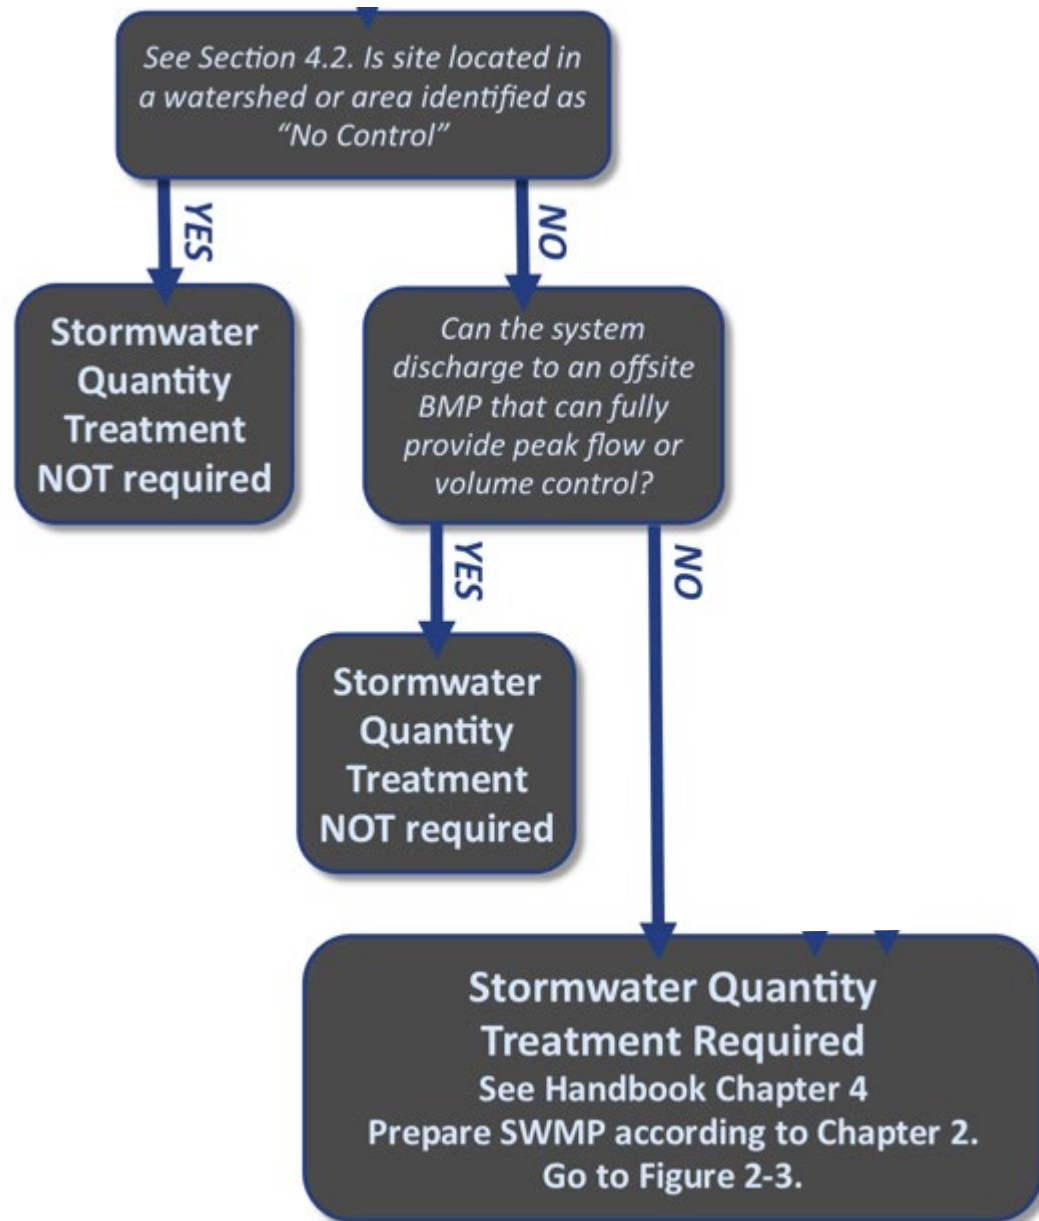 See Section 4.2. Is site located in
a watershed or area identified as
“No Control”
YES
NO
Stormwater
Quantity
Treatment
NOT required
Can the system
discharge to an offsite
BMP that can fully
provide peak flow or
volume control?
YES
NO
Stormwater
Quantity
Treatment
NOT required
Stormwater Quantity
Treatment Required
See Handbook Chapter 4
Prepare SWMP according to Chapter 2.
Go to Figure 2-3.